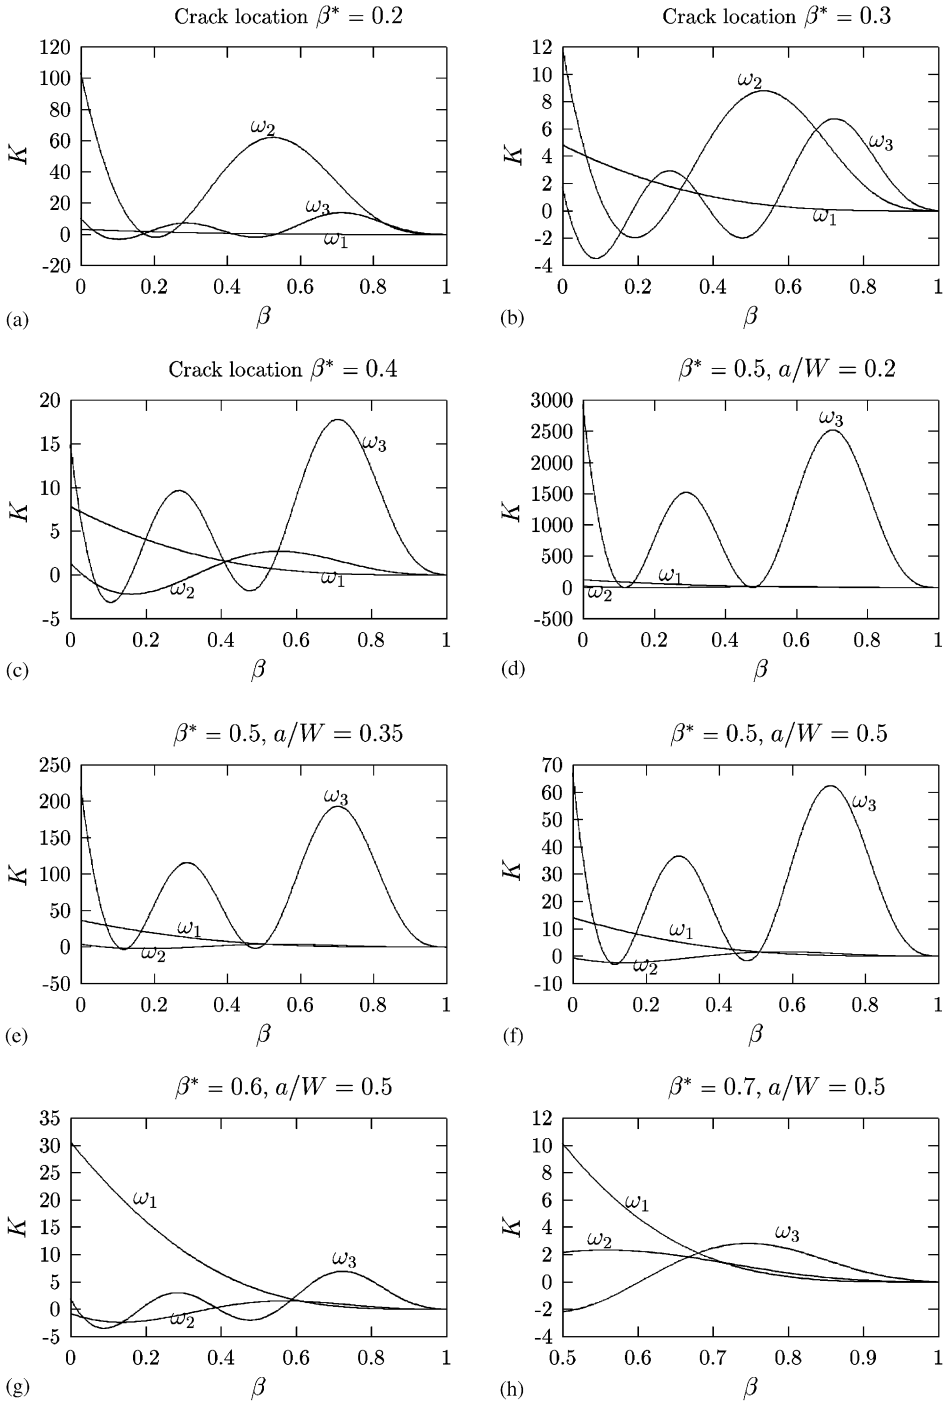 Crack location β* = 0.2
120
100
80
60
40
20
0
-20
K
ω2
ω3
ω1
0 0.2 0.4 0.6 0.8 1
β
(a)
Crack location β* = 0.3
12
10
8
6
4
2
0
-2
-4
K
ω2
ω3
ω1
0 0.2 0.4 0.6 0.8 1
β
(b)
Crack location β* = 0.4
20
15
10
5
0
-5
K
ω3
ω1
ω2
0 0.2 0.4 0.6 0.8 1
β
(c)
β* = 0.5, a/W = 0.2
3000
2500
2000
1500
1000
500
0
-500
K
ω3
ω1
ω2
0 0.2 0.4 0.6 0.8 1
β
(d)
β* = 0.5, a/W = 0.35
250
200
150
100
50
0
-50
K
ω3
ω1
ω2
0 0.2 0.4 0.6 0.8 1
β
(e)
β* = 0.5, a/W = 0.5
70
60
50
40
30
20
10
0
-10
K
ω3
ω1
ω2
0 0.2 0.4 0.6 0.8 1
β
(f)
β* = 0.6, a/W = 0.5
35
30
25
20
15
10
5
0
-5
K
ω1
ω3
ω2
0 0.2 0.4 0.6 0.8 1
β
(g)
β* = 0.7, a/W = 0.5
12
10
8
6
4
2
0
-2
-4
K
ω1
ω2
ω3
0.5 0.6 0.7 0.8 0.9 1
β
(h)